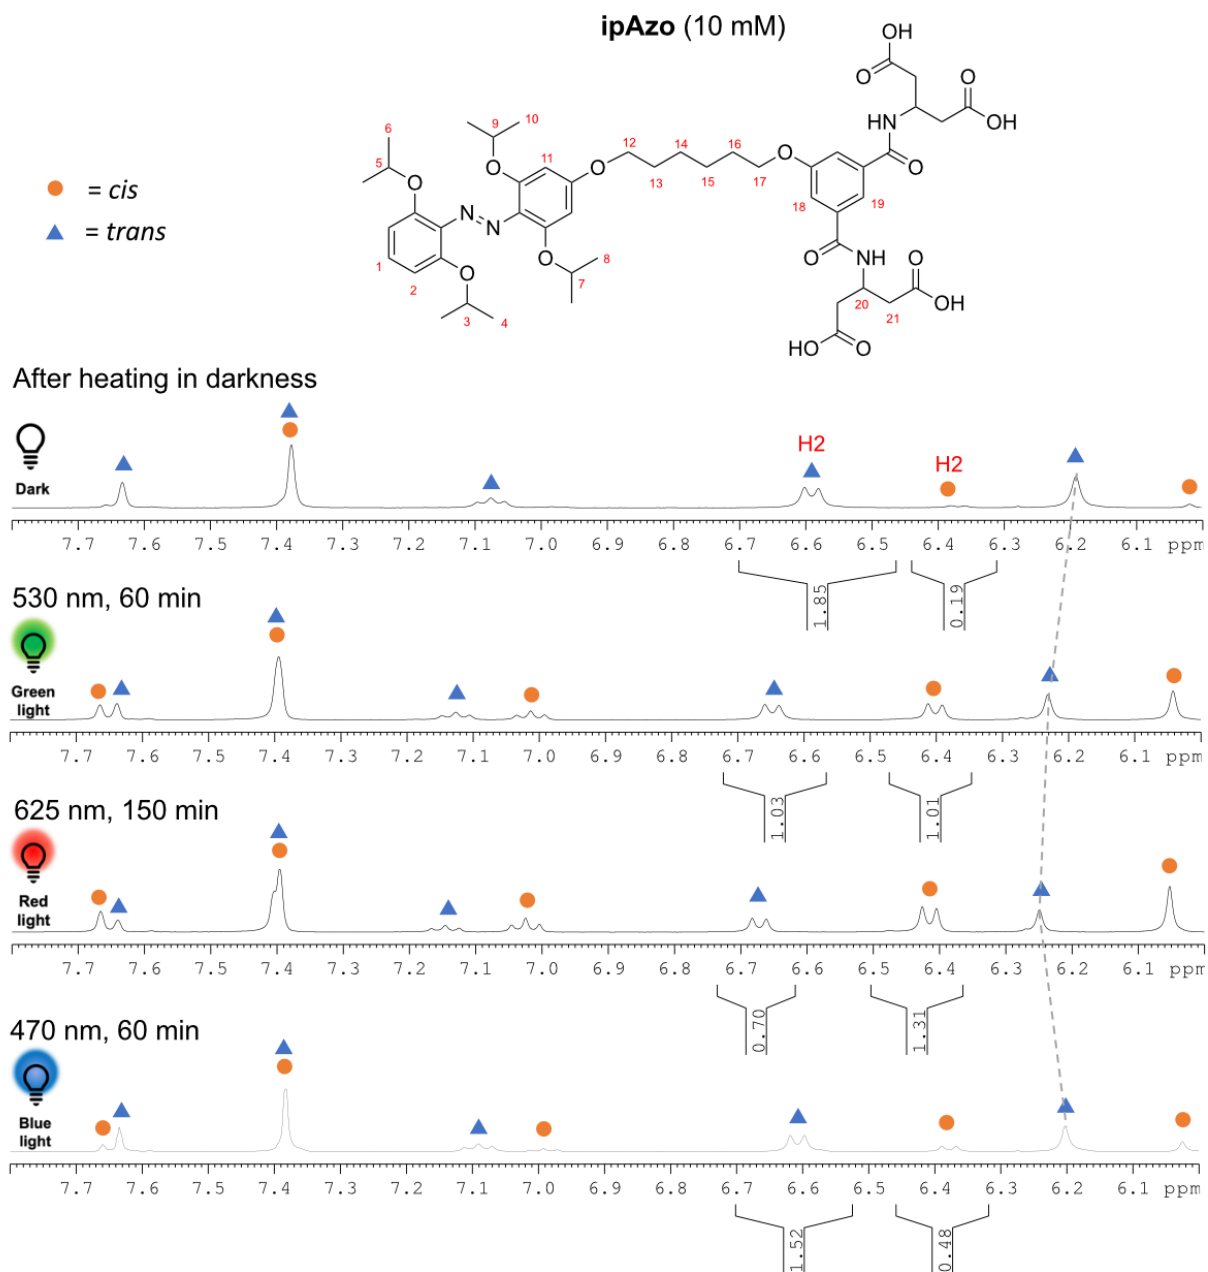 ipAzo (10 mM)
OH
O
O
HN
OH
O
6
9
10
12
14
16
O
11
O
O
5
13
15
17
18
19
O
N
N
1
2
O
O
8
7
3
4
O
NH
O
OH
20
21
HO
O
= cis
= trans
After heating in darkness
Dark
H2
H2
7.7 7.6 7.5 7.4 7.3 7.2 7.1 7.0 6.9 6.8 6.7 6.6 6.5 6.4 6.3 6.2 6.1 ppm
1.85
0.19
530 nm, 60 min
Green
light
7.7 7.6 7.5 7.4 7.3 7.2 7.1 7.0 6.9 6.8 6.7 6.6 6.5 6.4 6.3 6.2 6.1 ppm
1.03
1.01
625 nm, 150 min
Red
light
7.7 7.6 7.5 7.4 7.3 7.2 7.1 7.0 6.9 6.8 6.7 6.6 6.5 6.4 6.3 6.2 6.1 ppm
0.70
1.31
470 nm, 60 min
Blue
light
7.7 7.6 7.5 7.4 7.3 7.2 7.1 7.0 6.9 6.8 6.7 6.6 6.5 6.4 6.3 6.2 6.1 ppm
1.52
0.48